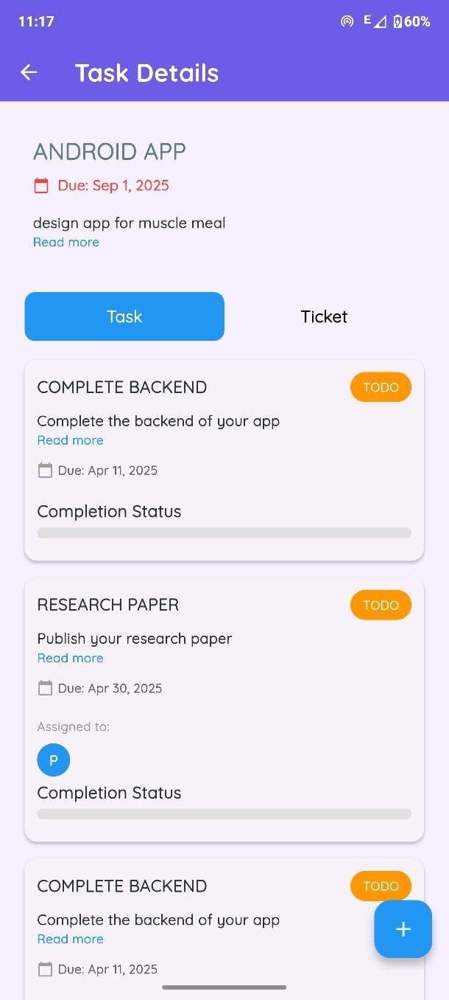 11:17
E
60%
Task Details
ANDROID APP
Due: Sep 1, 2025
design app for muscle meal
Read more
Task
Ticket
COMPLETE BACKEND
TODO
Complete the backend of your app
Read more
Due: Apr 11, 2025
Completion Status
RESEARCH PAPER
TODO
Publish your research paper
Read more
Due: Apr 30, 2025
Assigned to:
P
Completion Status
COMPLETE BACKEND
TODO
Complete the backend of your app
Read more
+
Due: Apr 11, 2025